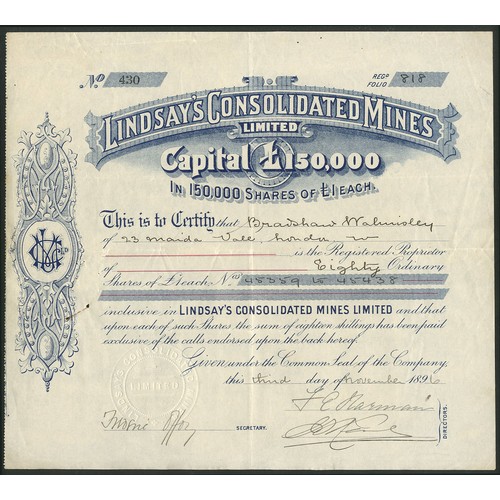 No 430
REGD FOLIO 818
LINDSAY'S CONSOLIDATED MINES
LIMITED
Capital £150,000
IN 150,000 SHARES OF £1 EACH.
This is to Certify that Bradshaw Walmisley
of 23 Maida Vale, London W
is the Registered Proprietor
of Eighty Ordinary
Shares of £1 each, Nos 45359 to 45438
inclusive in LINDSAY'S CONSOLIDATED MINES LIMITED and that
upon each of such Shares the sum of eighteen shillings has been paid
exclusive of the calls endorsed upon the back hereof.
Given under the Common Seal of the Company,
this third day of November 1896
LIMITED
SECRETARY.
DIRECTORS.